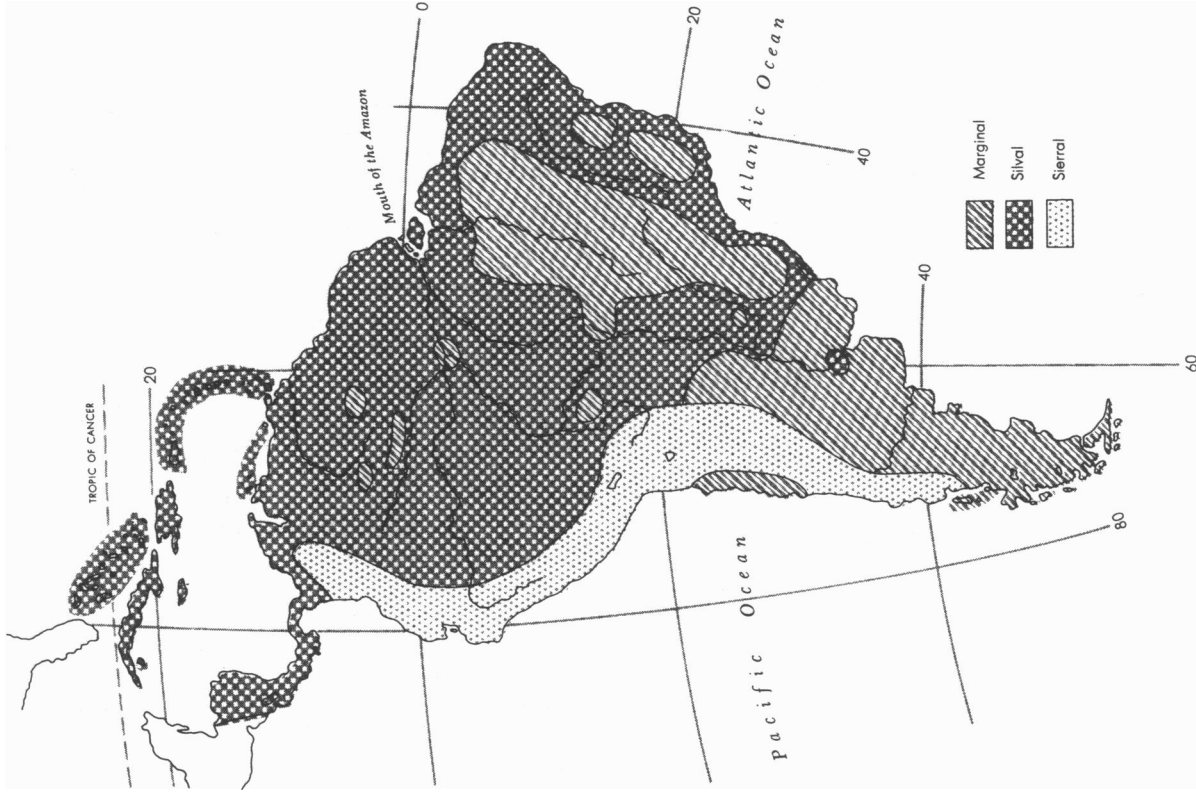 TROPIC OF CANCER
20
0
Mouth of the Amazon
20
Atlantic Ocean
40
Marginal
Silval
Sierral
40
60
80
Pacific Ocean